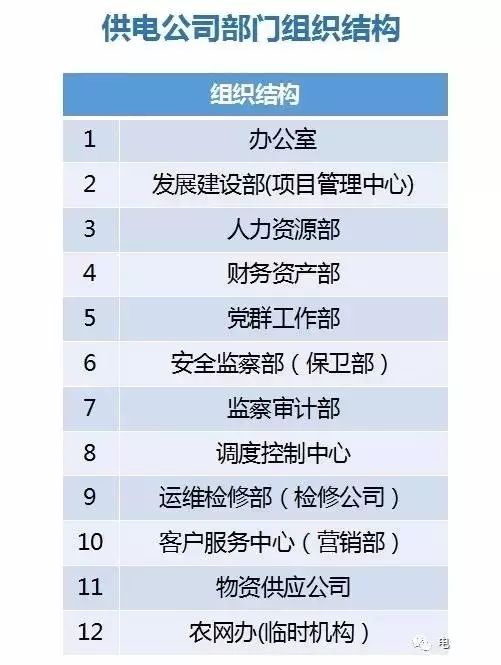 供电公司部门组织结构
组织结构
1 办公室
2 发展建设部(项目管理中心)
3 人力资源部
4 财务资产部
5 党群工作部
6 安全监察部（保卫部）
7 监察审计部
8 调度控制中心
9 运维检修部（检修公司）
10 客户服务中心（营销部）
11 物资供应公司
12 农网办(临时机构）
电